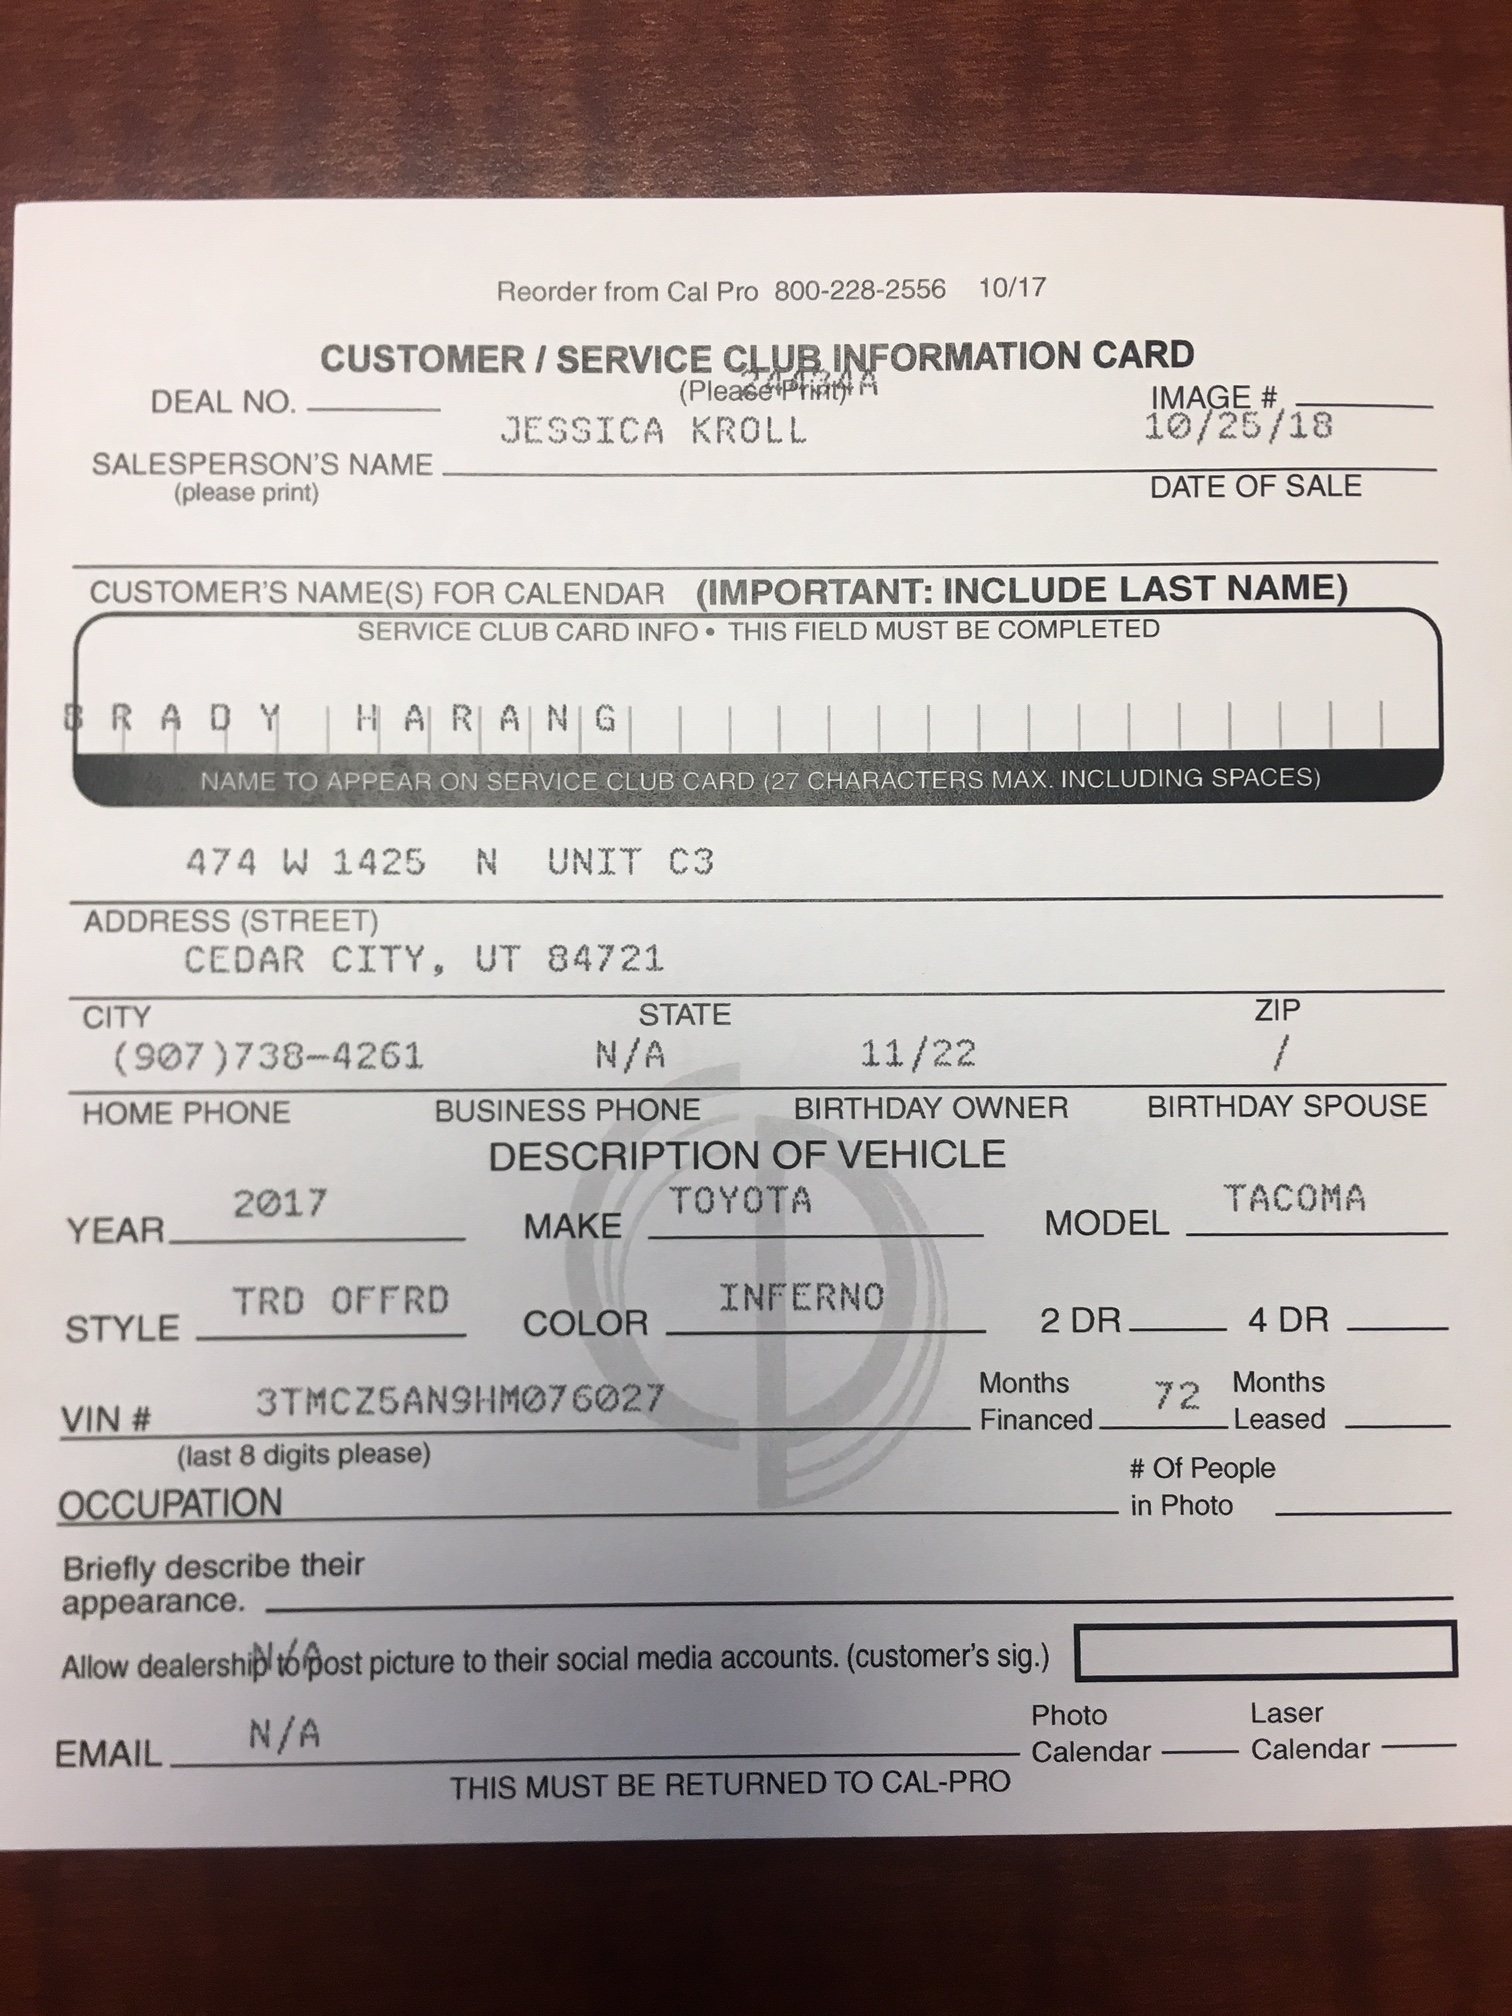 Reorder from Cal Pro 800-228-2556 10/17
CUSTOMER / SERVICE CLUB INFORMATION CARD
DEAL NO. (Please Print) IMAGE #
JESSICA KROLL 10/25/18
SALESPERSON'S NAME
(please print) DATE OF SALE
CUSTOMER'S NAME(S) FOR CALENDAR (IMPORTANT: INCLUDE LAST NAME)
SERVICE CLUB CARD INFO • THIS FIELD MUST BE COMPLETED
BRADY HARANG
NAME TO APPEAR ON SERVICE CLUB CARD (27 CHARACTERS MAX. INCLUDING SPACES)
474 W 1425 N UNIT C3
ADDRESS (STREET)
CEDAR CITY, UT 84721
CITY STATE ZIP
(907)738-4261 N/A 11/22 /
HOME PHONE BUSINESS PHONE BIRTHDAY OWNER BIRTHDAY SPOUSE
DESCRIPTION OF VEHICLE
YEAR 2017 MAKE TOYOTA MODEL TACOMA
STYLE TRD OFFRD COLOR INFERNO 2 DR 4 DR
VIN # 3TMCZ5AN9HM076027 Months Financed 72 Months Leased
(last 8 digits please)
OCCUPATION # Of People in Photo
Briefly describe their
appearance.
N/A
Allow dealership to post picture to their social media accounts. (customer's sig.)
EMAIL N/A Photo Calendar Laser Calendar
THIS MUST BE RETURNED TO CAL-PRO